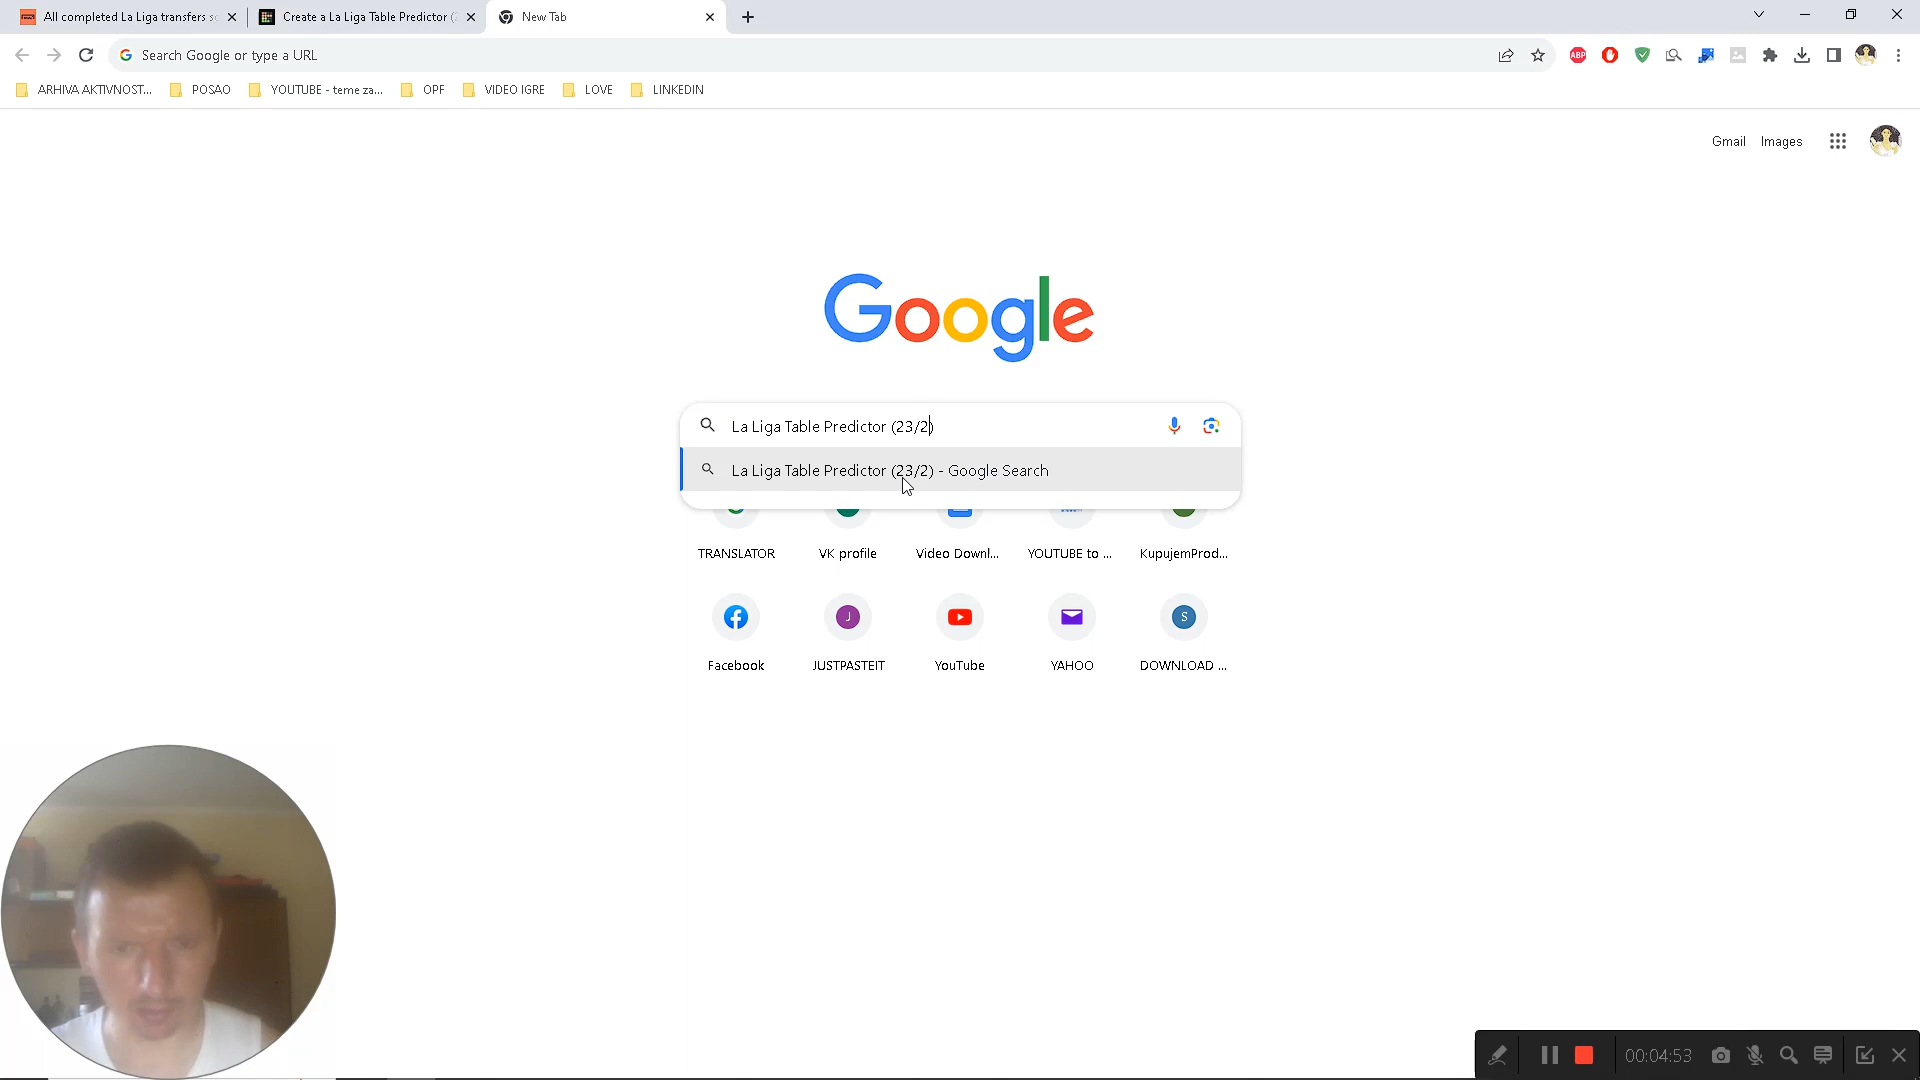 All completed La Liga transfers s
Create a La Liga Table Predictor (
New Tab
Search Google or type a URL
ABP
ARHIVA AKTIVNOST...
POSAO
YOUTUBE - teme za...
OPF
VIDEO IGRE
LOVE
LINKEDIN
Gmail
Images
Google
La Liga Table Predictor (23/2)
La Liga Table Predictor (23/2) - Google Search
TRANSLATOR
VK profile
Video Downl...
YOUTUBE to ...
KupujemProd...
J
S
Facebook
JUSTPASTEIT
YouTube
YAHOO
DOWNLOAD ...
00:04:53